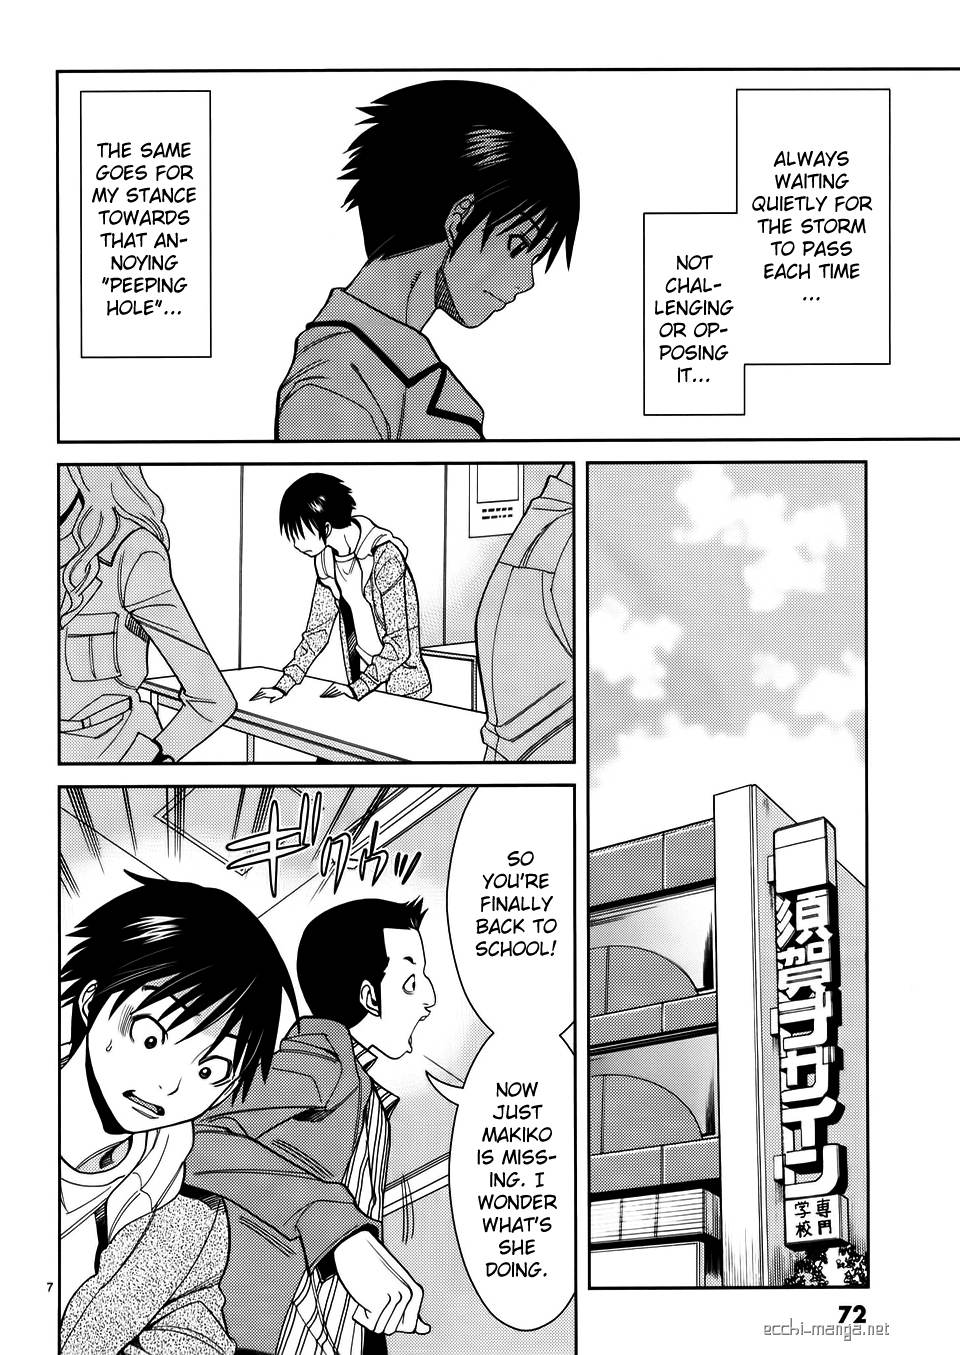 ALWAYS
WAITING
QUIETLY FOR
THE STORM
TO PASS
EACH TIME
...
NOT
CHAL-
LENGING
OR OP-
POSING
IT...
THE SAME
GOES FOR
MY STANCE
TOWARDS
THAT AN-
NOYING
"PEEPING
HOLE"...
須賀デザイン
専門
学校
SO
YOU'RE
FINALLY
BACK TO
SCHOOL!
NOW
JUST
MAKIKO
IS MISS-
ING. I
WONDER
WHAT'S
SHE
DOING.
ギュウゥッ
7
72
ecchi-manga.net